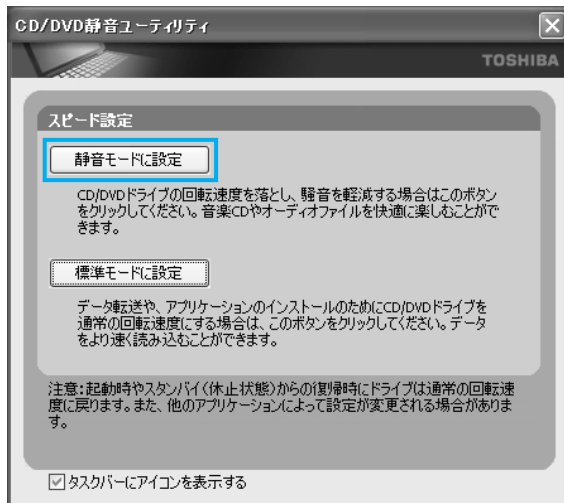 CD/DVD静音ユーティリティ
TOSHIBA
スピード設定
静音モードに設定
CD/DVDドライブの回転速度を落とし、騒音を軽減する場合はこのボタン
をクリックしてください。音楽CDやオーディオファイルを快適に楽しむことがで
きます。
標準モードに設定
データ転送や、アプリケーションのインストールのためにCD/DVDドライブを
通常の回転速度にする場合は、このボタンをクリックしてください。データ
をより速く読み込むことができます。
注意:起動時やスタンバイ(休止状態)からの復帰時にドライブは通常の回転速
度に戻ります。また、他のアプリケーションによって設定が変更される場合がありま
す。
タスクバーにアイコンを表示する